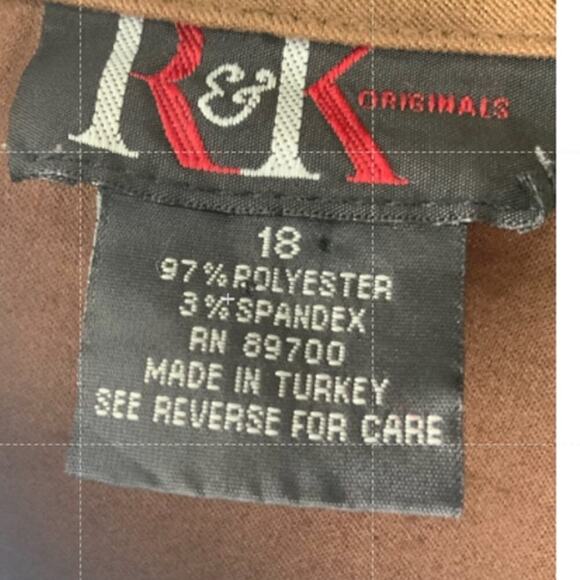 R&K ORIGINALS
18
97% POLYESTER
3% SPANDEX
RN 89700
MADE IN TURKEY
SEE REVERSE FOR CARE